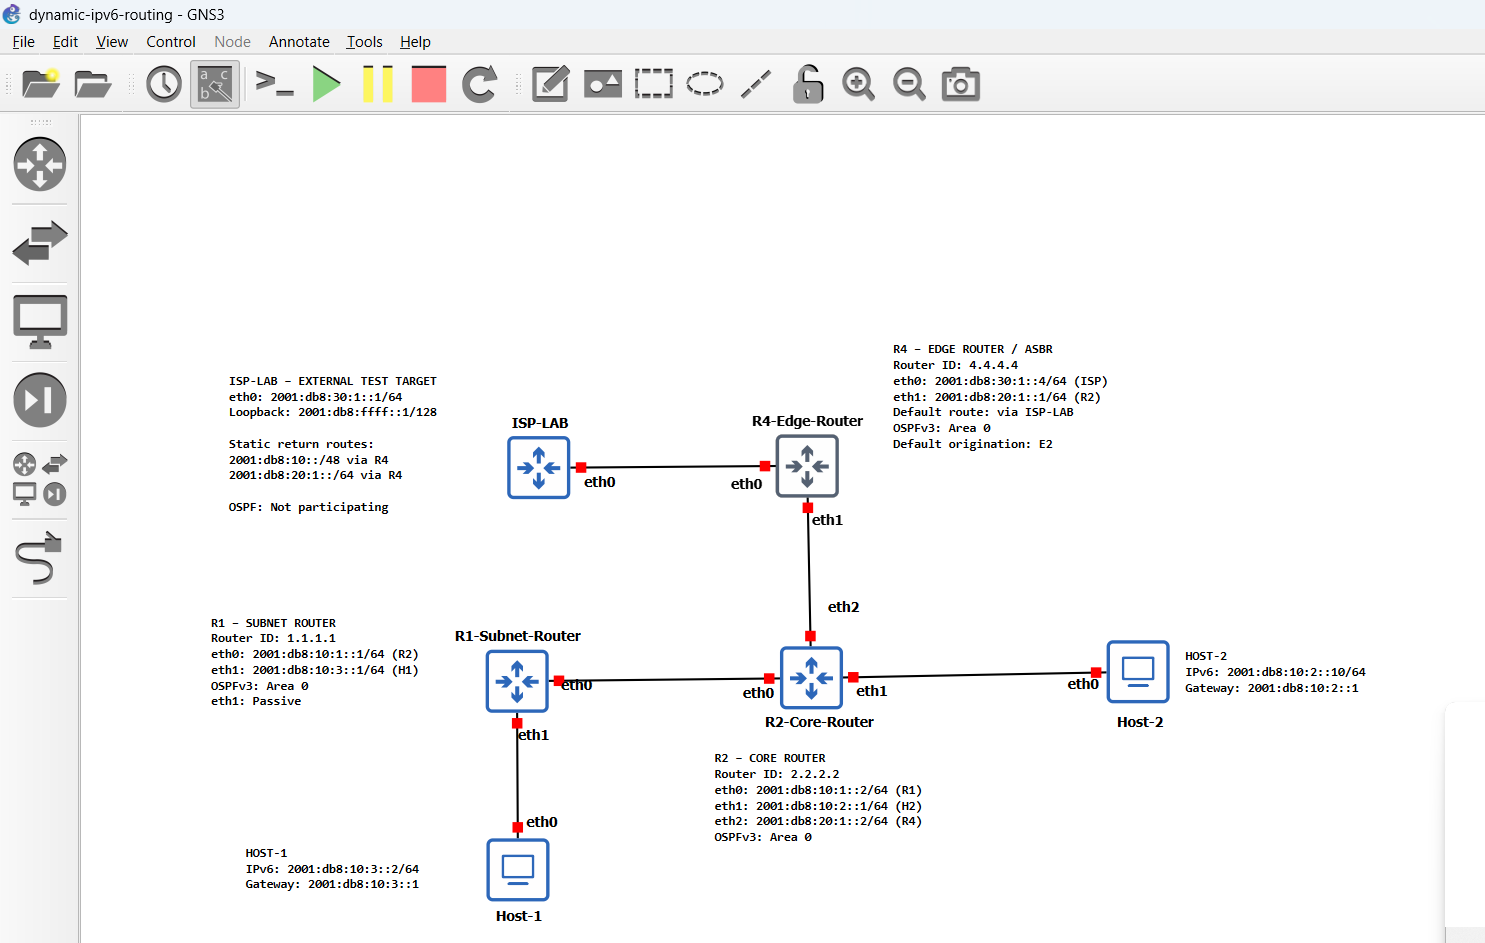 dynamic-ipv6-routing - GNS3
File Edit View Control Node Annotate Tools Help
a c
b
R4 – EDGE ROUTER / ASBR
Router ID: 4.4.4.4
eth0: 2001:db8:30:1::4/64 (ISP)
eth1: 2001:db8:20:1::1/64 (R2)
Default route: via ISP-LAB
OSPFv3: Area 0
Default origination: E2
ISP-LAB – EXTERNAL TEST TARGET
eth0: 2001:db8:30:1::1/64
Loopback: 2001:db8:ffff::1/128
Static return routes:
2001:db8:10::/48 via R4
2001:db8:20:1::/64 via R4
OSPF: Not participating
ISP-LAB
R4-Edge-Router
eth0
eth0
eth1
eth2
R1 – SUBNET ROUTER
Router ID: 1.1.1.1
eth0: 2001:db8:10:1::1/64 (R2)
eth1: 2001:db8:10:3::1/64 (H1)
OSPFv3: Area 0
eth1: Passive
R1-Subnet-Router
eth0
eth0
eth1
eth0
R2-Core-Router
Host-2
HOST-2
IPv6: 2001:db8:10:2::10/64
Gateway: 2001:db8:10:2::1
eth1
R2 – CORE ROUTER
Router ID: 2.2.2.2
eth0: 2001:db8:10:1::2/64 (R1)
eth1: 2001:db8:10:2::1/64 (H2)
eth2: 2001:db8:20:1::2/64 (R4)
OSPFv3: Area 0
eth0
HOST-1
IPv6: 2001:db8:10:3::2/64
Gateway: 2001:db8:10:3::1
Host-1